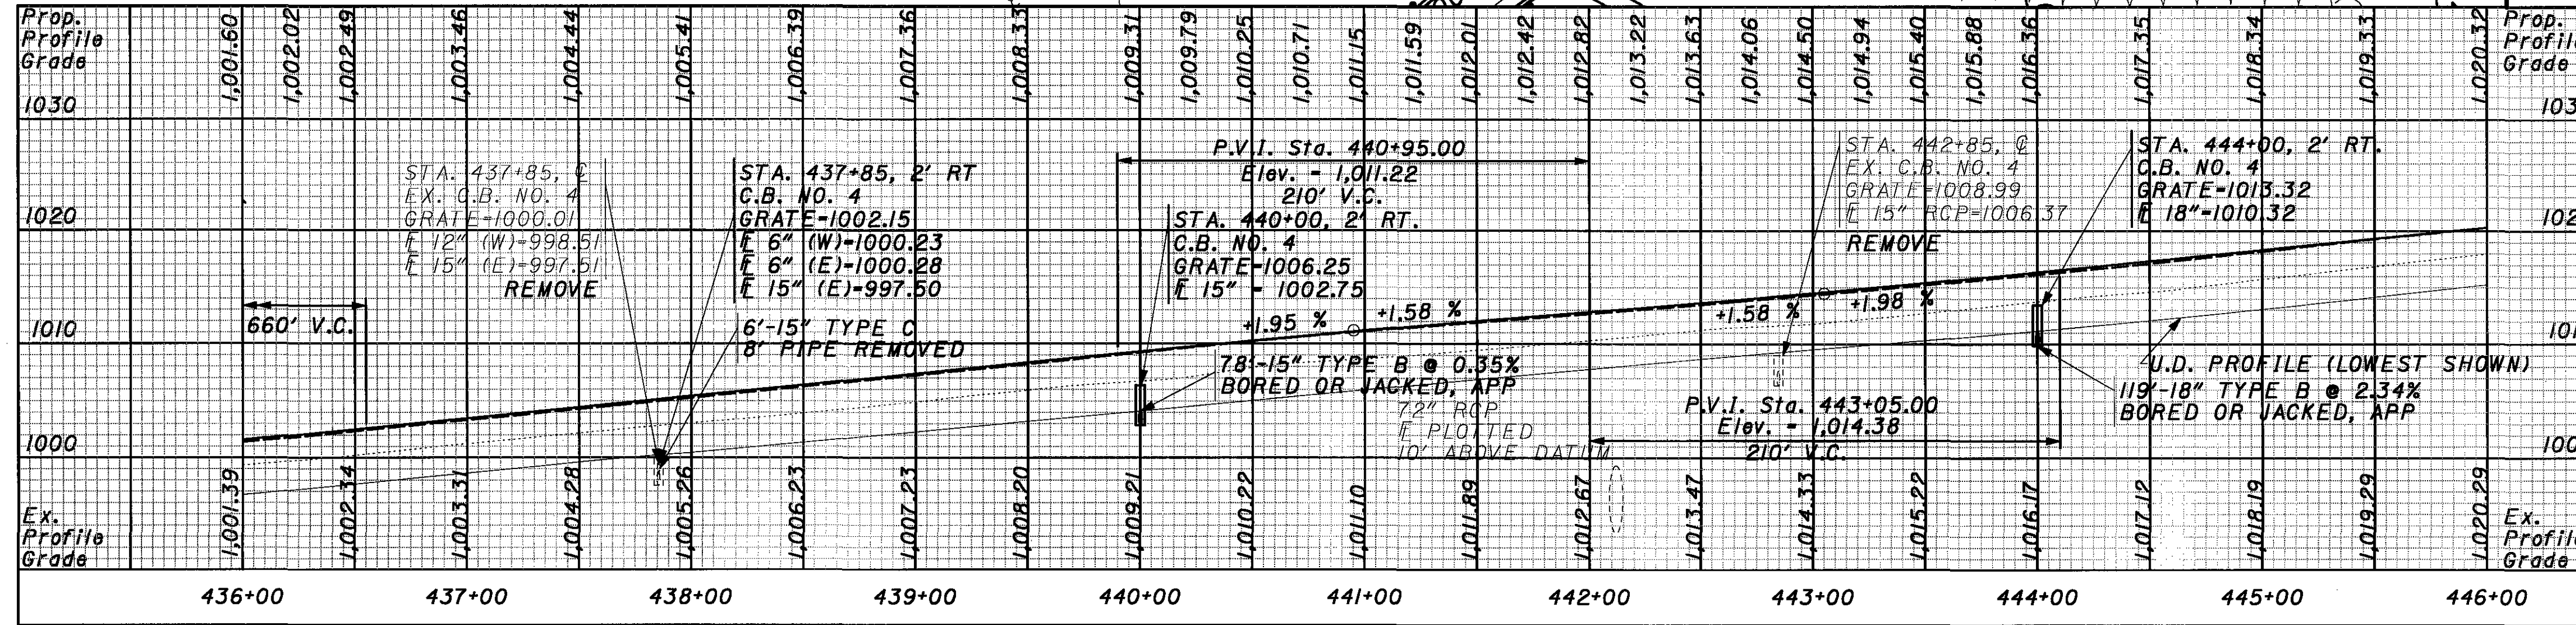 Prop.
Profile
Grade
1,001.60
1,002.02
1,002.49
1,003.46
1,004.44
1,005.41
1,006.39
1,007.36
1,008.33
1,009.31
1,009.79
1,010.25
1,010.71
1,011.15
1,011.59
1,012.01
1,012.42
1,012.82
1,013.22
1,013.63
1,014.06
1,014.50
1,014.94
1,015.40
1,015.88
1,016.36
1,017.35
1,018.34
1,019.33
1,020.32
Prop.
Profile
Grade
1030
103
1020
102
1010
101
1000
100
STA. 437+85, ℄
EX. C.B. NO. 4
GRATE=1000.01
12" (W)=998.51
15" (E)=997.51
REMOVE
STA. 437+85, 2' RT
C.B. NO. 4
GRATE=1002.15
6" (W)=1000.23
6" (E)=1000.28
15" (E)=997.50
6'-15" TYPE C
8' PIPE REMOVED
660' V.C.
P.V.I. Sta. 440+95.00
Elev. = 1,011.22
210' V.C.
STA. 440+00, 2' RT.
C.B. NO. 4
GRATE=1006.25
15" = 1002.75
+1.95 %
+1.58 %
78'-15" TYPE B @ 0.35%
BORED OR JACKED, APP
72" RCP
PLOTTED
10' ABOVE DATUM
STA. 442+85, ℄
EX. C.B. NO. 4
GRATE=1008.99
15" RCP=1006.37
REMOVE
+1.58 %
+1.98 %
P.V.I. Sta. 443+05.00
Elev. = 1,014.38
210' V.C.
STA. 444+00, 2' RT.
C.B. NO. 4
GRATE=1013.32
18"=1010.32
U.D. PROFILE (LOWEST SHOWN)
119'-18" TYPE B @ 2.34%
BORED OR JACKED, APP
Ex.
Profile
Grade
1,001.39
1,002.34
1,003.31
1,004.28
1,005.26
1,006.23
1,007.23
1,008.20
1,009.21
1,010.22
1,011.10
1,011.89
1,012.67
1,013.47
1,014.33
1,015.22
1,016.17
1,017.12
1,018.19
1,019.29
1,020.29
Ex.
Profile
Grade
436+00
437+00
438+00
439+00
440+00
441+00
442+00
443+00
444+00
445+00
446+00